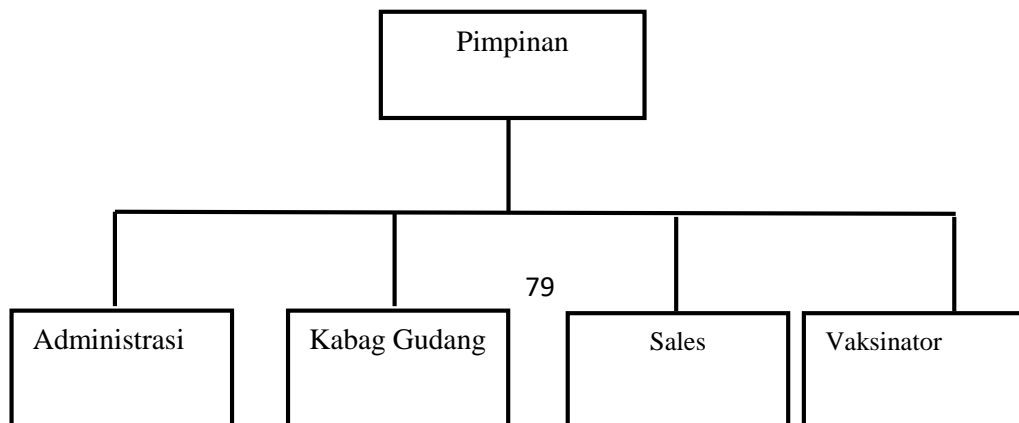 Pimpinan
79
Administrasi
Kabag Gudang
Sales
Vaksinator